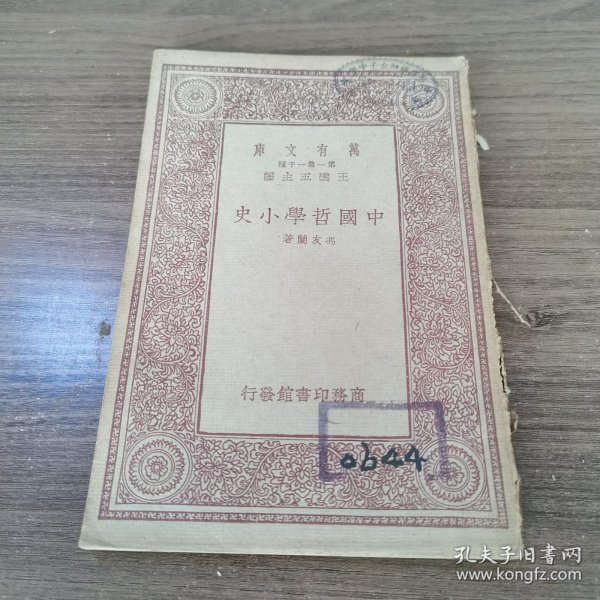 萬有文庫
第一集一千種
王雲五主編
中國哲學小史
馮友蘭著
商務印書館發行
0644
孔夫子旧书网
www.kongfz.com